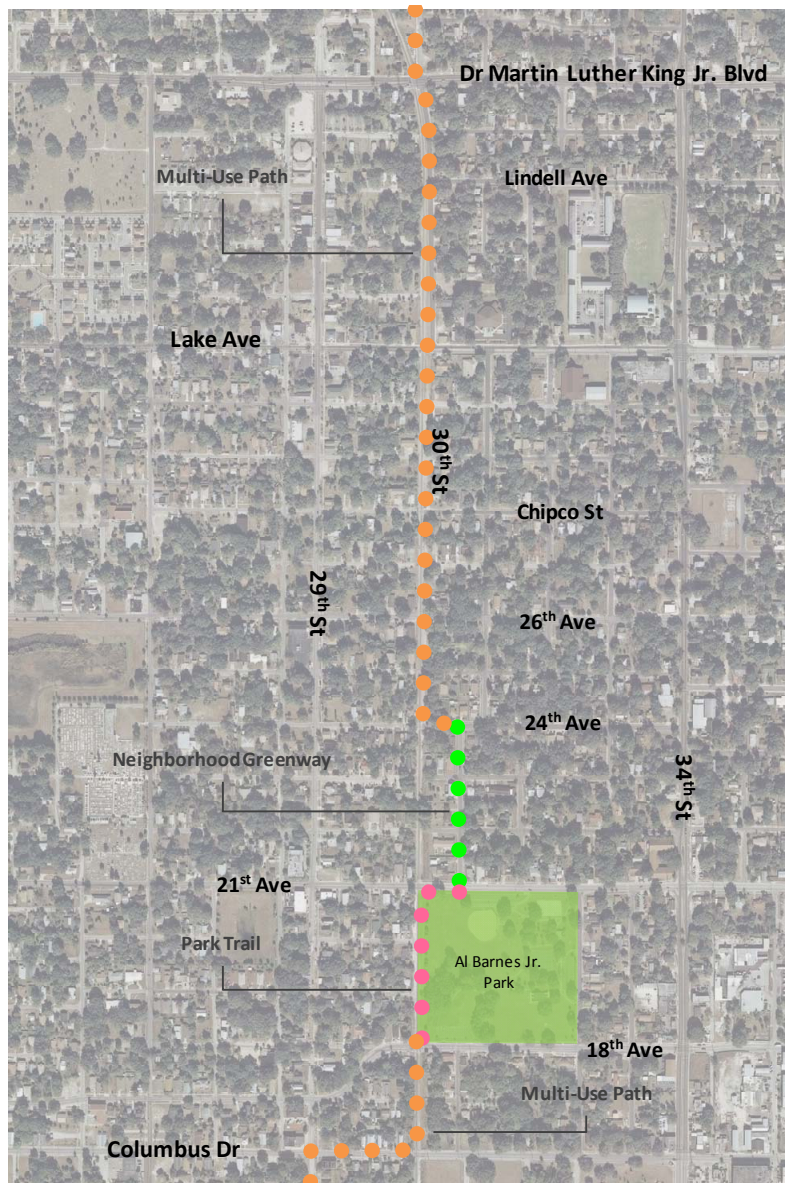 Dr Martin Luther King Jr. Blvd
Multi-Use Path
Lindell Ave
Lake Ave
30th St
Chipco St
29th St
26th Ave
24th Ave
Neighborhood Greenway
34th St
21st Ave
Park Trail
Al Barnes Jr.
Park
18th Ave
Multi-Use Path
Columbus Dr